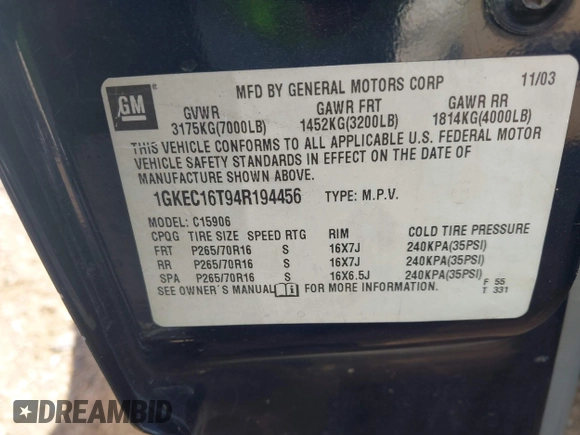 GM
MFD BY GENERAL MOTORS CORP 11/03
GVWR GAWR FRT GAWR RR
3175KG(7000LB) 1452KG(3200LB) 1814KG(4000LB)
THIS VEHICLE CONFORMS TO ALL APPLICABLE U.S. FEDERAL MOTOR
VEHICLE SAFETY STANDARDS IN EFFECT ON THE DATE OF
MANUFACTURE SHOWN ABOVE.
1GKEC16T94R194456 TYPE: M.P.V.
MODEL: C15906
CPQG TIRE SIZE SPEED RTG RIM COLD TIRE PRESSURE
FRT P265/70R16 S 16X7J 240KPA(35PSI)
RR P265/70R16 S 16X7J 240KPA(35PSI)
SPA P265/70R16 S 16X6.5J 240KPA(35PSI)
SEE OWNER'S MANUAL FOR MORE INFORMATION.
F 55
T 331
DREAMBID